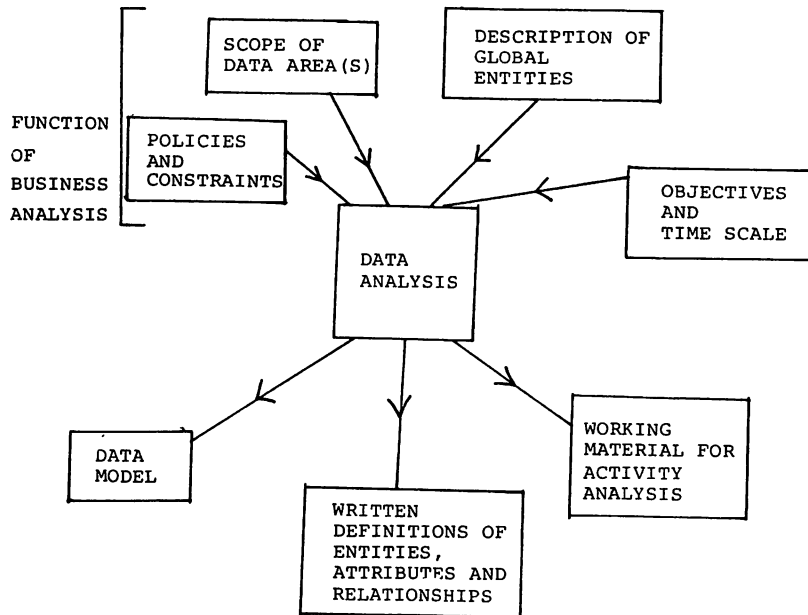 SCOPE OF
DATA AREA(S)
DESCRIPTION OF
GLOBAL
ENTITIES
FUNCTION
OF
BUSINESS
ANALYSIS
POLICIES
AND
CONSTRAINTS
OBJECTIVES
AND
TIME SCALE
DATA
ANALYSIS
DATA
MODEL
WRITTEN
DEFINITIONS OF
ENTITIES,
ATTRIBUTES AND
RELATIONSHIPS
WORKING
MATERIAL FOR
ACTIVITY
ANALYSIS